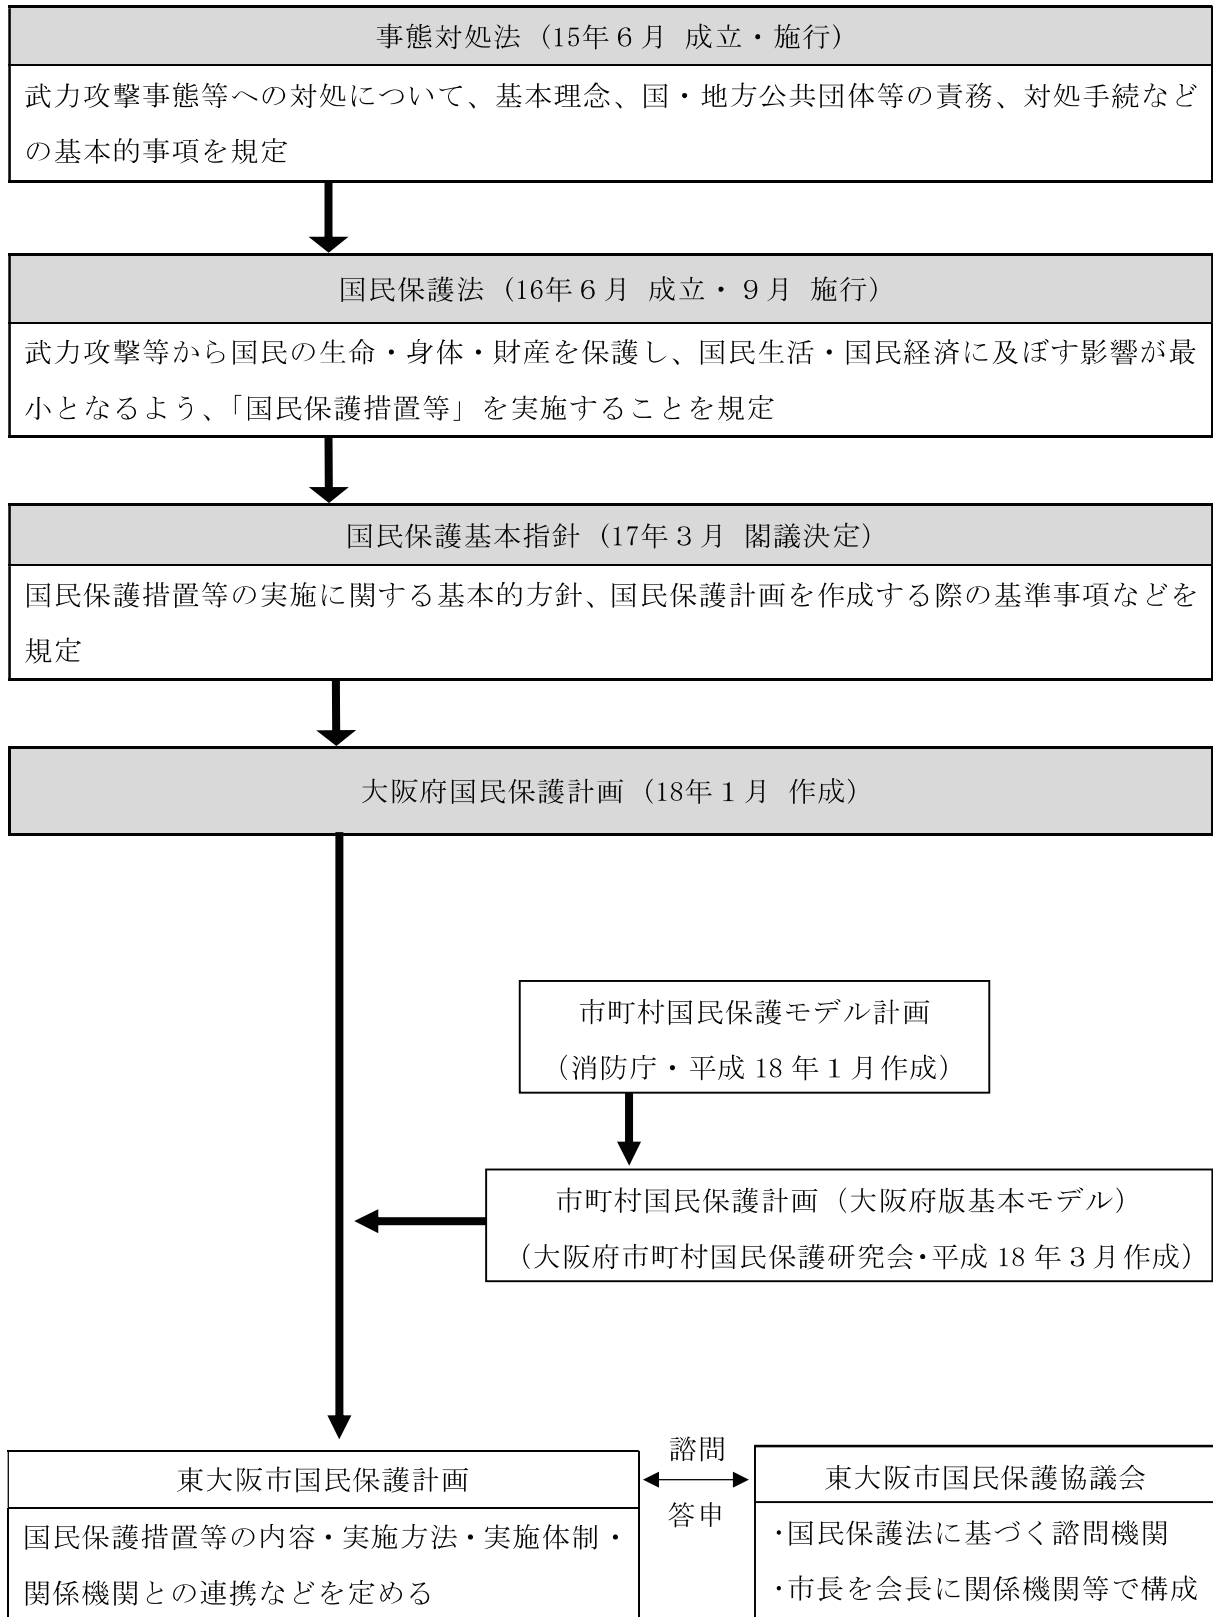 事態対処法（15年６月 成立・施行）
武力攻撃事態等への対処について、基本理念、国・地方公共団体等の責務、対処手続など
の基本的事項を規定
国民保護法（16年６月 成立・９月 施行）
武力攻撃等から国民の生命・身体・財産を保護し、国民生活・国民経済に及ぼす影響が最
小となるよう、「国民保護措置等」を実施することを規定
国民保護基本指針（17年３月 閣議決定）
国民保護措置等の実施に関する基本的方針、国民保護計画を作成する際の基準事項などを
規定
大阪府国民保護計画（18年１月 作成）
市町村国民保護モデル計画
（消防庁・平成 18 年１月作成）
市町村国民保護計画（大阪府版基本モデル）
（大阪府市町村国民保護研究会・平成 18 年３月作成）
東大阪市国民保護計画
国民保護措置等の内容・実施方法・実施体制・
関係機関との連携などを定める
諮問
答申
東大阪市国民保護協議会
・国民保護法に基づく諮問機関
・市長を会長に関係機関等で構成